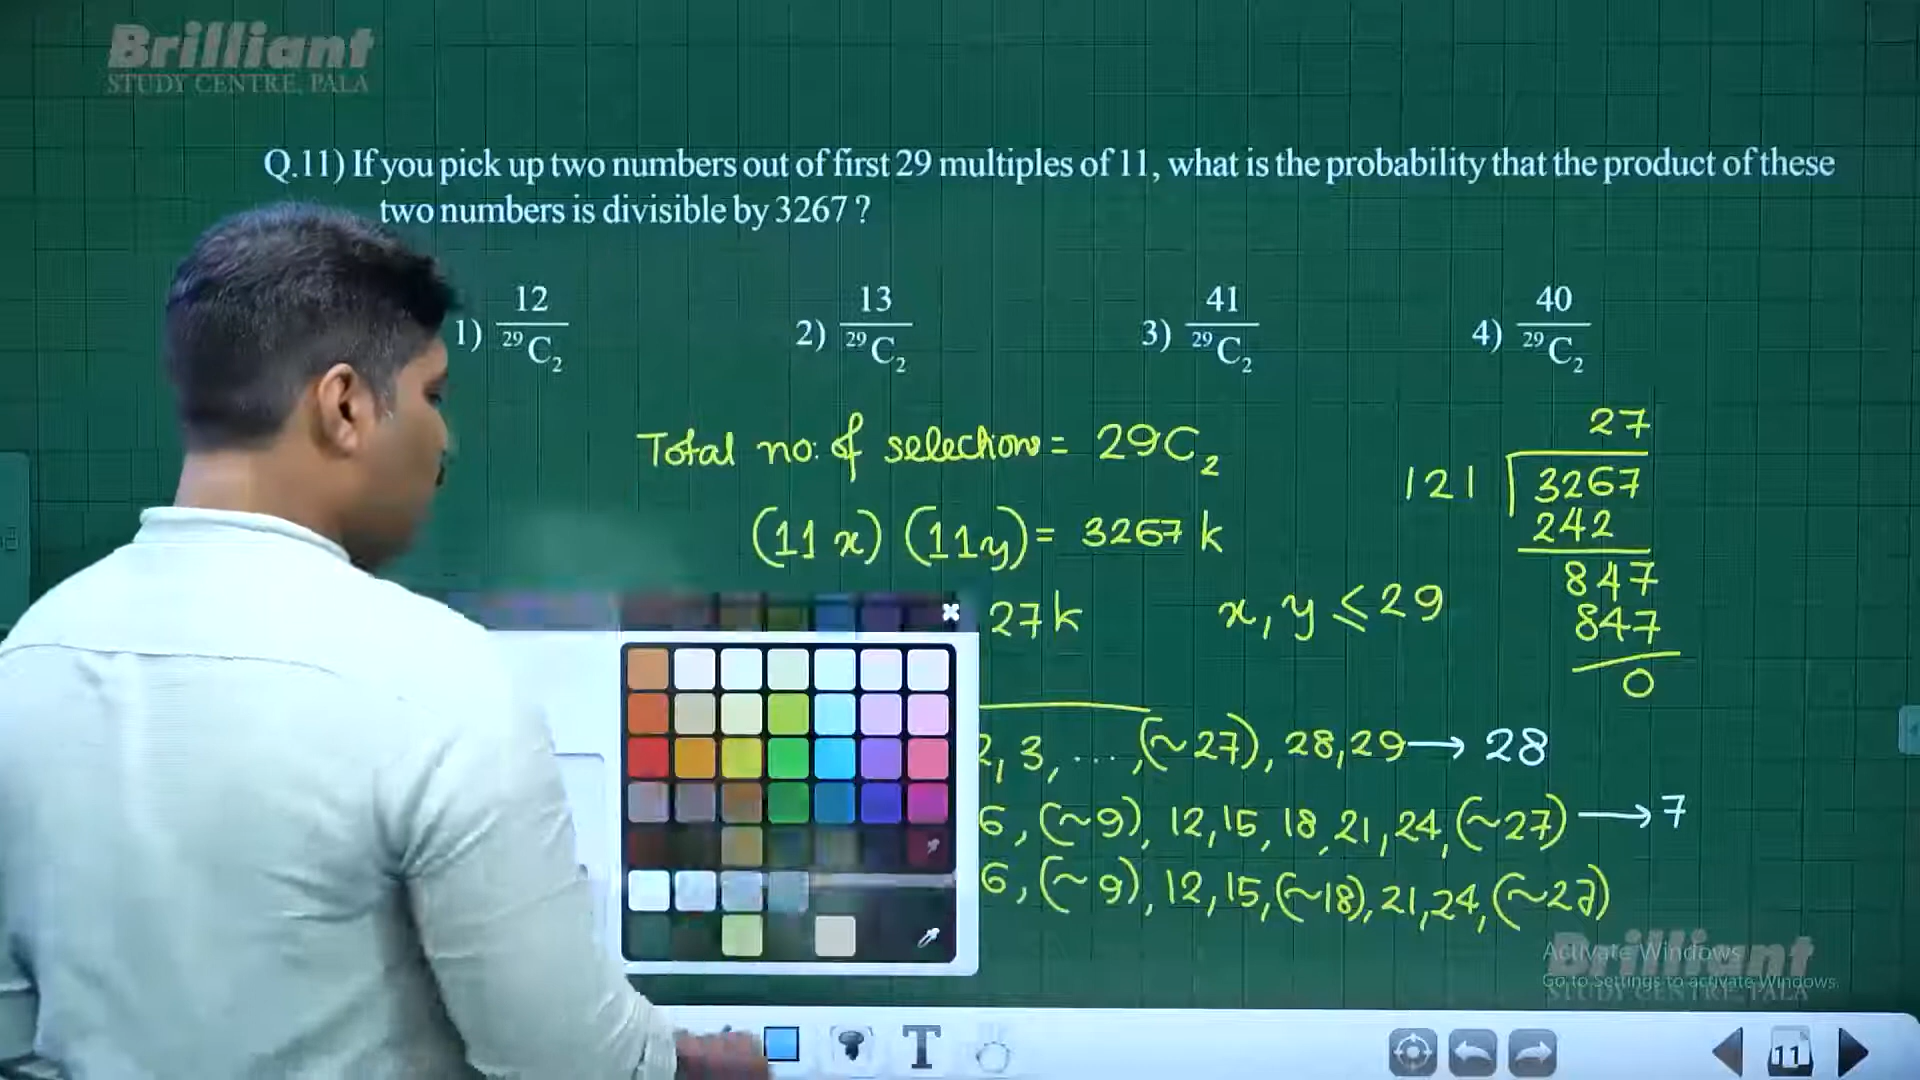 Brilliant
STUDY CENTRE, PALA
Q.11) If you pick up two numbers out of first 29 multiples of 11, what is the probability that the product of these
two numbers is divisible by 3267 ?
1) 12/²⁹C₂ 2) 13/²⁹C₂ 3) 41/²⁹C₂ 4) 40/²⁹C₂
Total no. of selections = 29C₂
(11x) (11y) = 3267 k
27k x, y ≤ 29
27
121 3267
242
847
847
0
2, 3, ..., (~27), 28, 29 → 28
6, (~9), 12, 15, 18, 21, 24, (~27) → 7
6, (~9), 12, 15, (~18), 21, 24, (~27)
Brilliant
STUDY CENTRE, PALA
Activate Windows
Go to Settings to activate Windows.
T
11